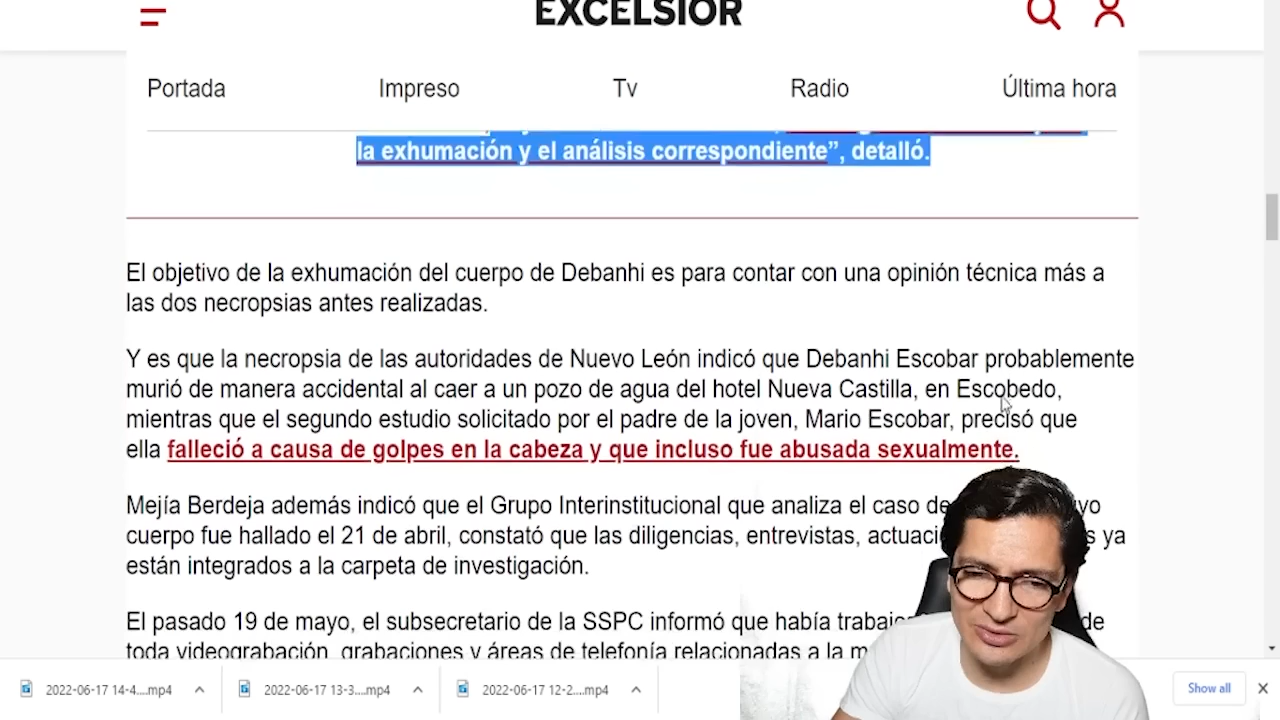 EXCELSIOR
Portada Impreso Tv Radio Última hora
la exhumación y el análisis correspondiente”, detalló.
El objetivo de la exhumación del cuerpo de Debanhi es para contar con una opinión técnica más a
las dos necropsias antes realizadas.
Y es que la necropsia de las autoridades de Nuevo León indicó que Debanhi Escobar probablemente
murió de manera accidental al caer a un pozo de agua del hotel Nueva Castilla, en Escobedo,
mientras que el segundo estudio solicitado por el padre de la joven, Mario Escobar, precisó que
ella falleció a causa de golpes en la cabeza y que incluso fue abusada sexualmente.
Mejía Berdeja además indicó que el Grupo Interinstitucional que analiza el caso de
cuerpo fue hallado el 21 de abril, constató que las diligencias, entrevistas, ya
están integrados a la carpeta de investigación.
El pasado 19 de mayo, el subsecretario de la SSPC informó que había de
toda videograbación, grabaciones y áreas de telefonía relacionadas a la
2022-06-17 14-4....mp4 2022-06-17 13-3....mp4 2022-06-17 12-2....mp4 Show all